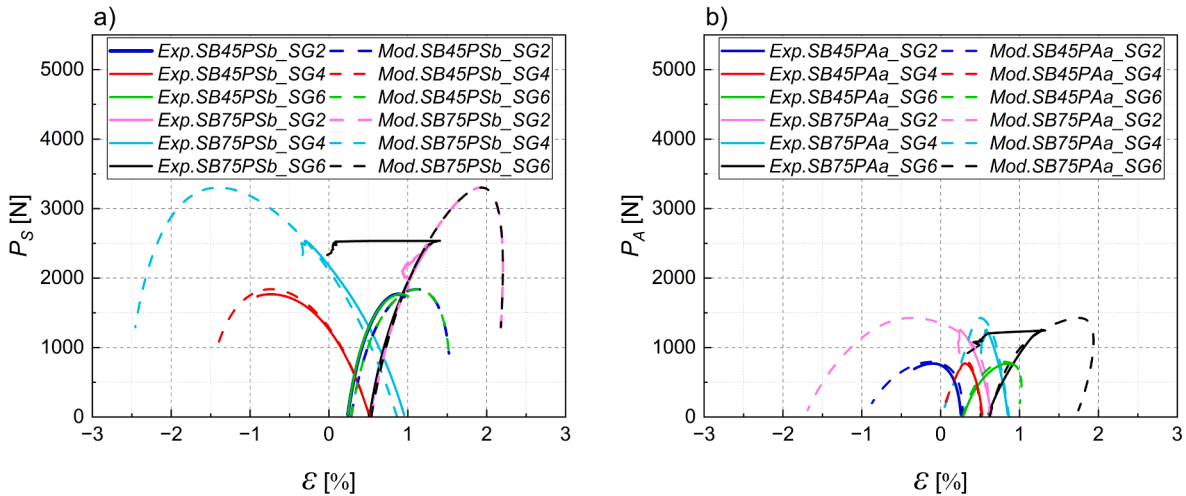 a)
Exp.SB45PSb_SG2 Mod.SB45PSb_SG2
Exp.SB45PSb_SG4 Mod.SB45PSb_SG4
Exp.SB45PSb_SG6 Mod.SB45PSb_SG6
Exp.SB75PSb_SG2 Mod.SB75PSb_SG2
Exp.SB75PSb_SG4 Mod.SB75PSb_SG4
Exp.SB75PSb_SG6 Mod.SB75PSb_SG6
5000
4000
3000
2000
1000
0
P_S [N]
−3 −2 −1 0 1 2 3
ε [%]
b)
Exp.SB45PAa_SG2 Mod.SB45PAa_SG2
Exp.SB45PAa_SG4 Mod.SB45PAa_SG4
Exp.SB45PAa_SG6 Mod.SB45PAa_SG6
Exp.SB75PAa_SG2 Mod.SB75PAa_SG2
Exp.SB75PAa_SG4 Mod.SB75PAa_SG4
Exp.SB75PAa_SG6 Mod.SB75PAa_SG6
5000
4000
3000
2000
1000
0
P_A [N]
−3 −2 −1 0 1 2 3
ε [%]